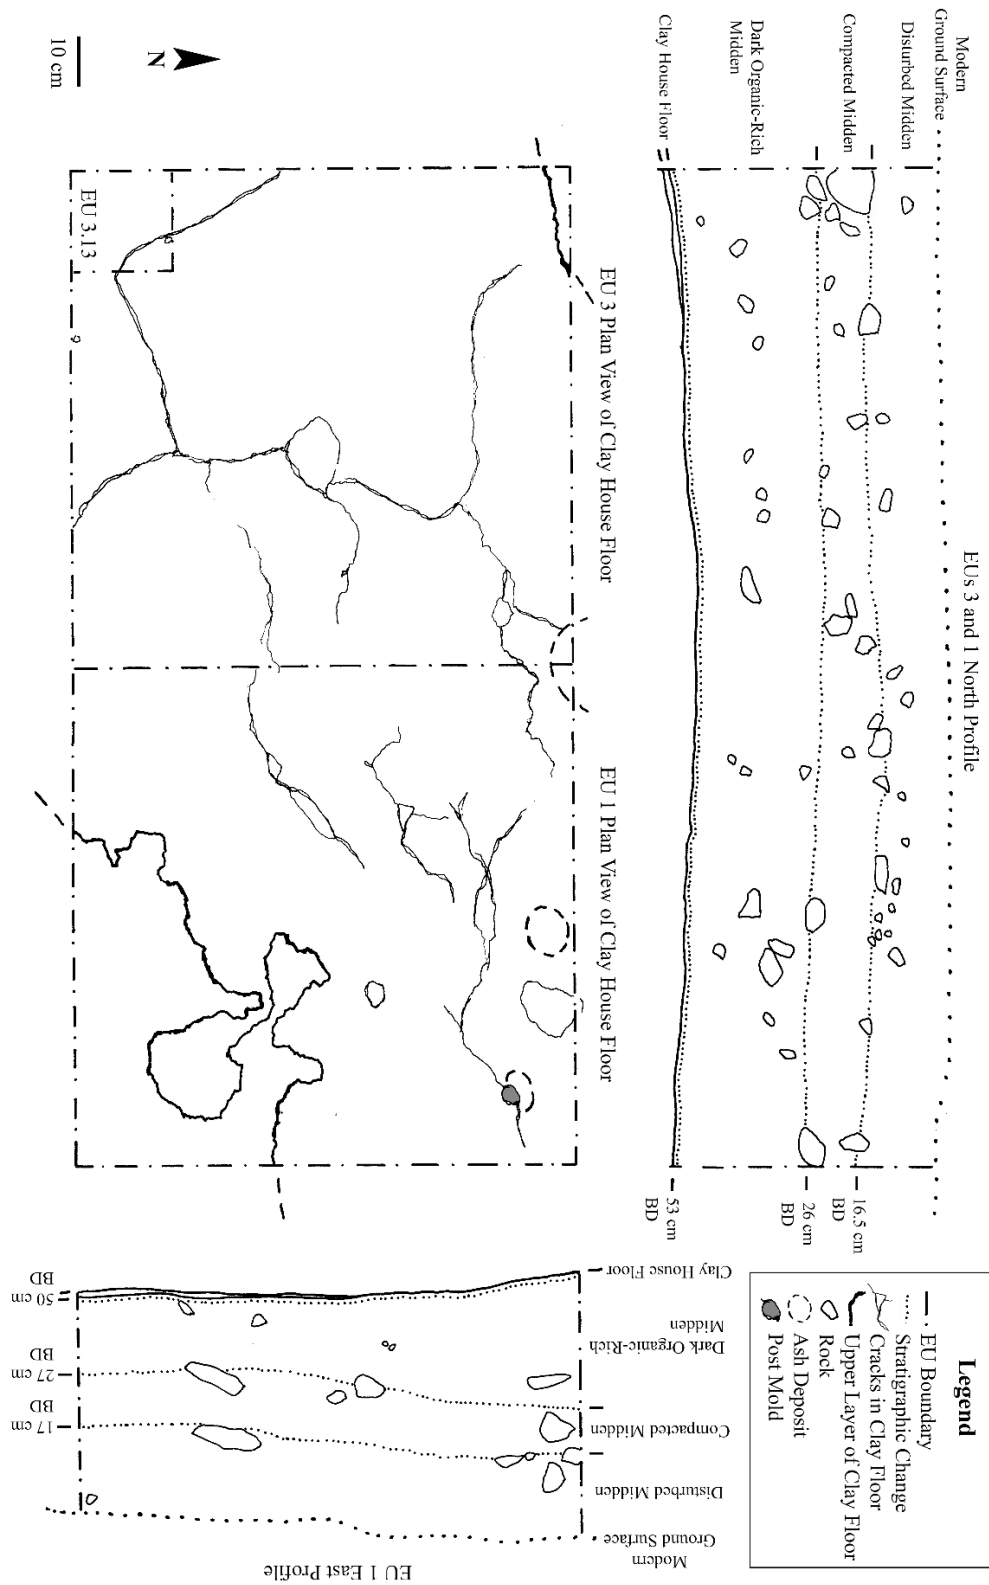 EUs 3 and 1 North Profile
Modern
Ground Surface
Disturbed Midden
Compacted Midden
Dark Organic-Rich
Midden
Clay House Floor
16.5 cm
BD
26 cm
BD
53 cm
BD
EU 3 Plan View of Clay House Floor
EU 1 Plan View of Clay House Floor
EU 3.13
N
10 cm
Legend
EU Boundary
Stratigraphic Change
Cracks in Clay Floor
Upper Layer of Clay Floor
Rock
Ash Deposit
Post Mold
EU 1 East Profile
Modern
Ground Surface
Disturbed Midden
Compacted Midden
Dark Organic-Rich
Midden
Clay House Floor
17 cm
BD
27 cm
BD
50 cm
BD